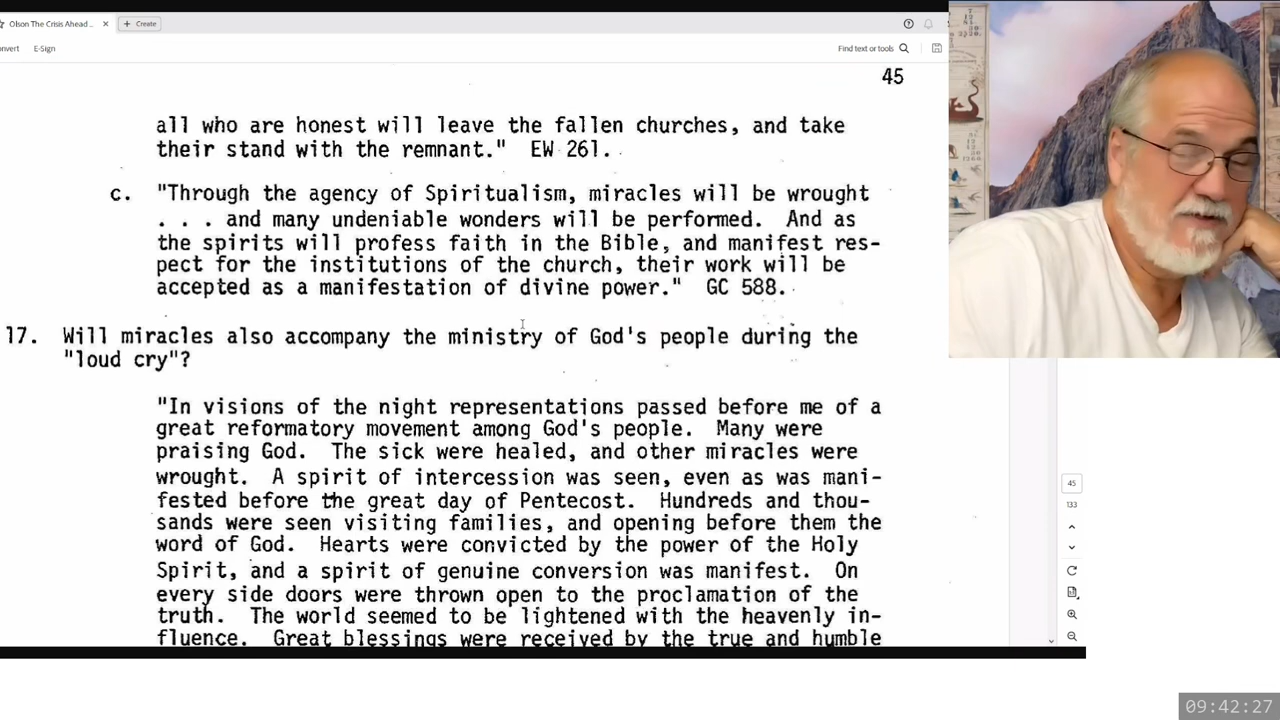 Olson The Crisis Ahead ...
Create
nvert
E-Sign
Find text or tools
45
all who are honest will leave the fallen churches, and take
their stand with the remnant." EW 261.
c. "Through the agency of Spiritualism, miracles will be wrought
. . . and many undeniable wonders will be performed. And as
the spirits will profess faith in the Bible, and manifest res-
pect for the institutions of the church, their work will be
accepted as a manifestation of divine power." GC 588.
17. Will miracles also accompany the ministry of God's people during the
"loud cry"?
"In visions of the night representations passed before me of a
great reformatory movement among God's people. Many were
praising God. The sick were healed, and other miracles were
wrought. A spirit of intercession was seen, even as was mani-
fested before the great day of Pentecost. Hundreds and thou-
sands were seen visiting families, and opening before them the
word of God. Hearts were convicted by the power of the Holy
Spirit, and a spirit of genuine conversion was manifest. On
every side doors were thrown open to the proclamation of the
truth. The world seemed to be lightened with the heavenly in-
fluence. Great blessings were received by the true and humble
45
133
09:42:27